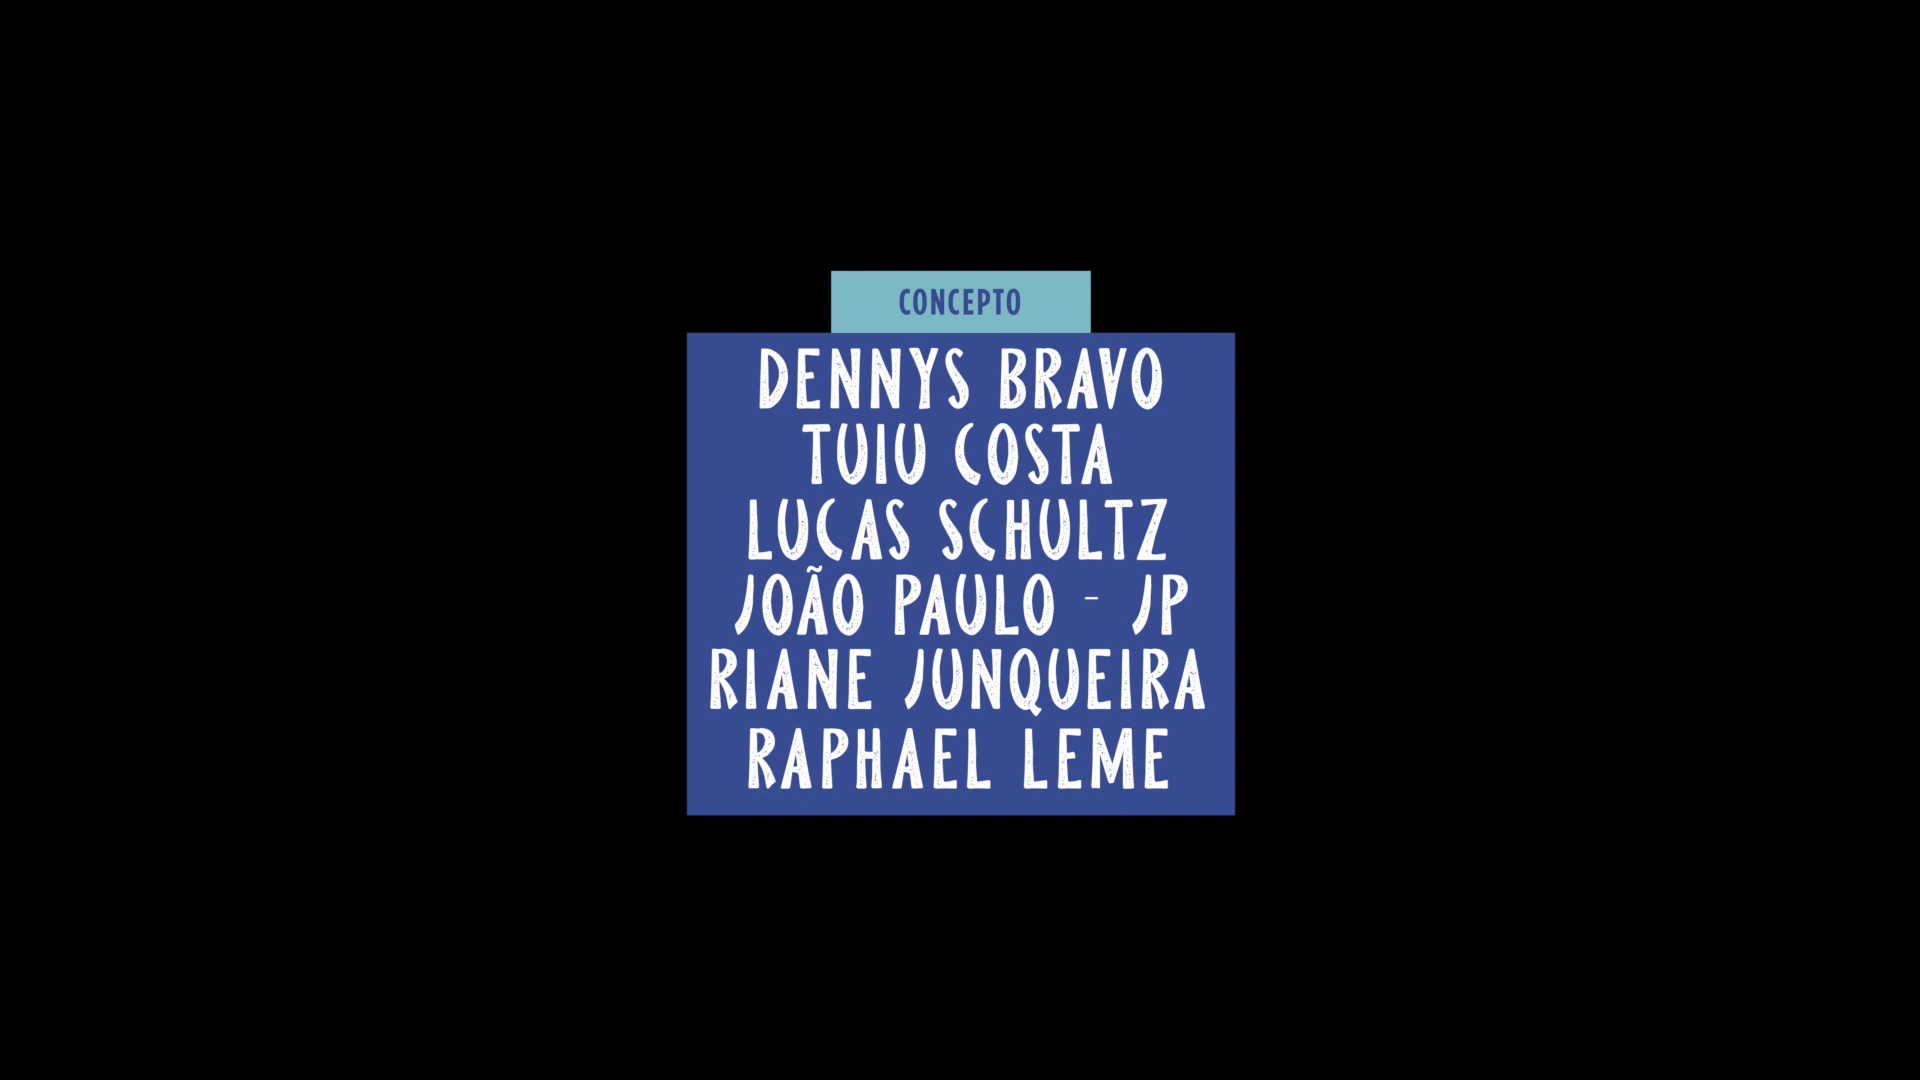 CONCEPTO
DENNYS BRAVO
TUIU COSTA
LUCAS SCHULTZ
JOÃO PAULO - JP
RIANE JUNQUEIRA
RAPHAEL LEME